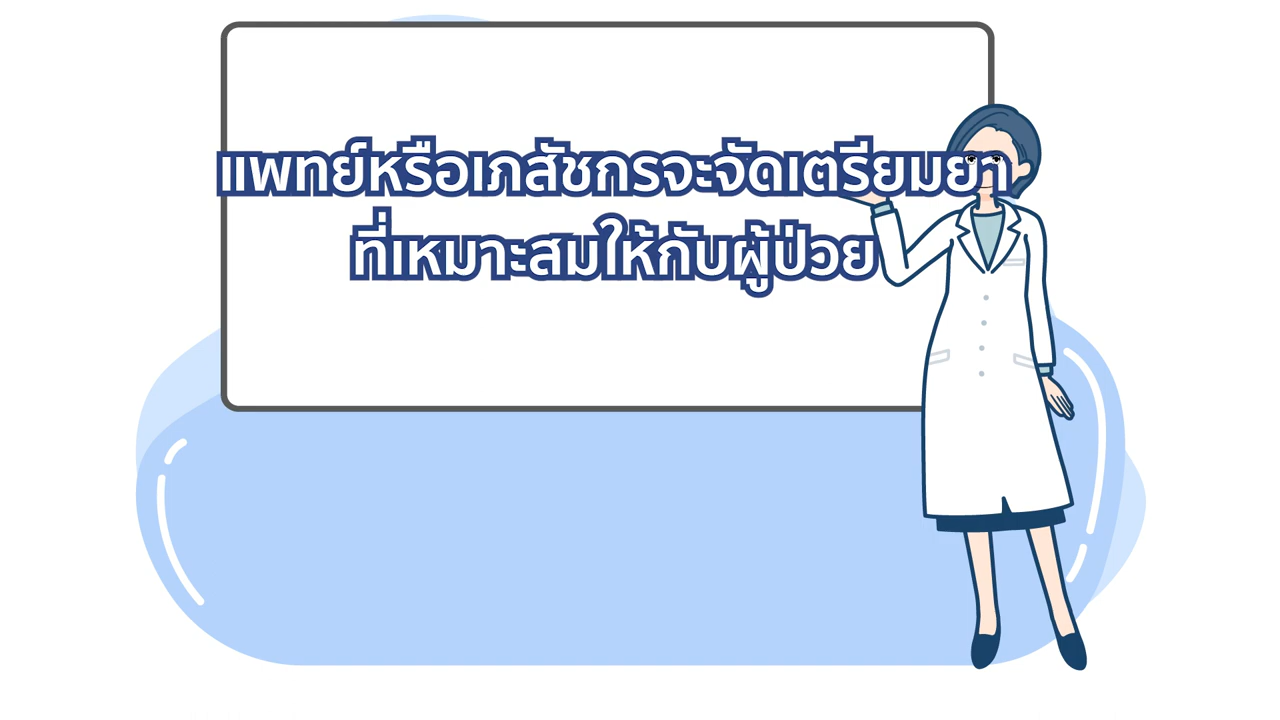 แพทย์หรือเภสัชกรจะจัดเตรียมยา
ที่เหมาะสมให้กับผู้ป่วย